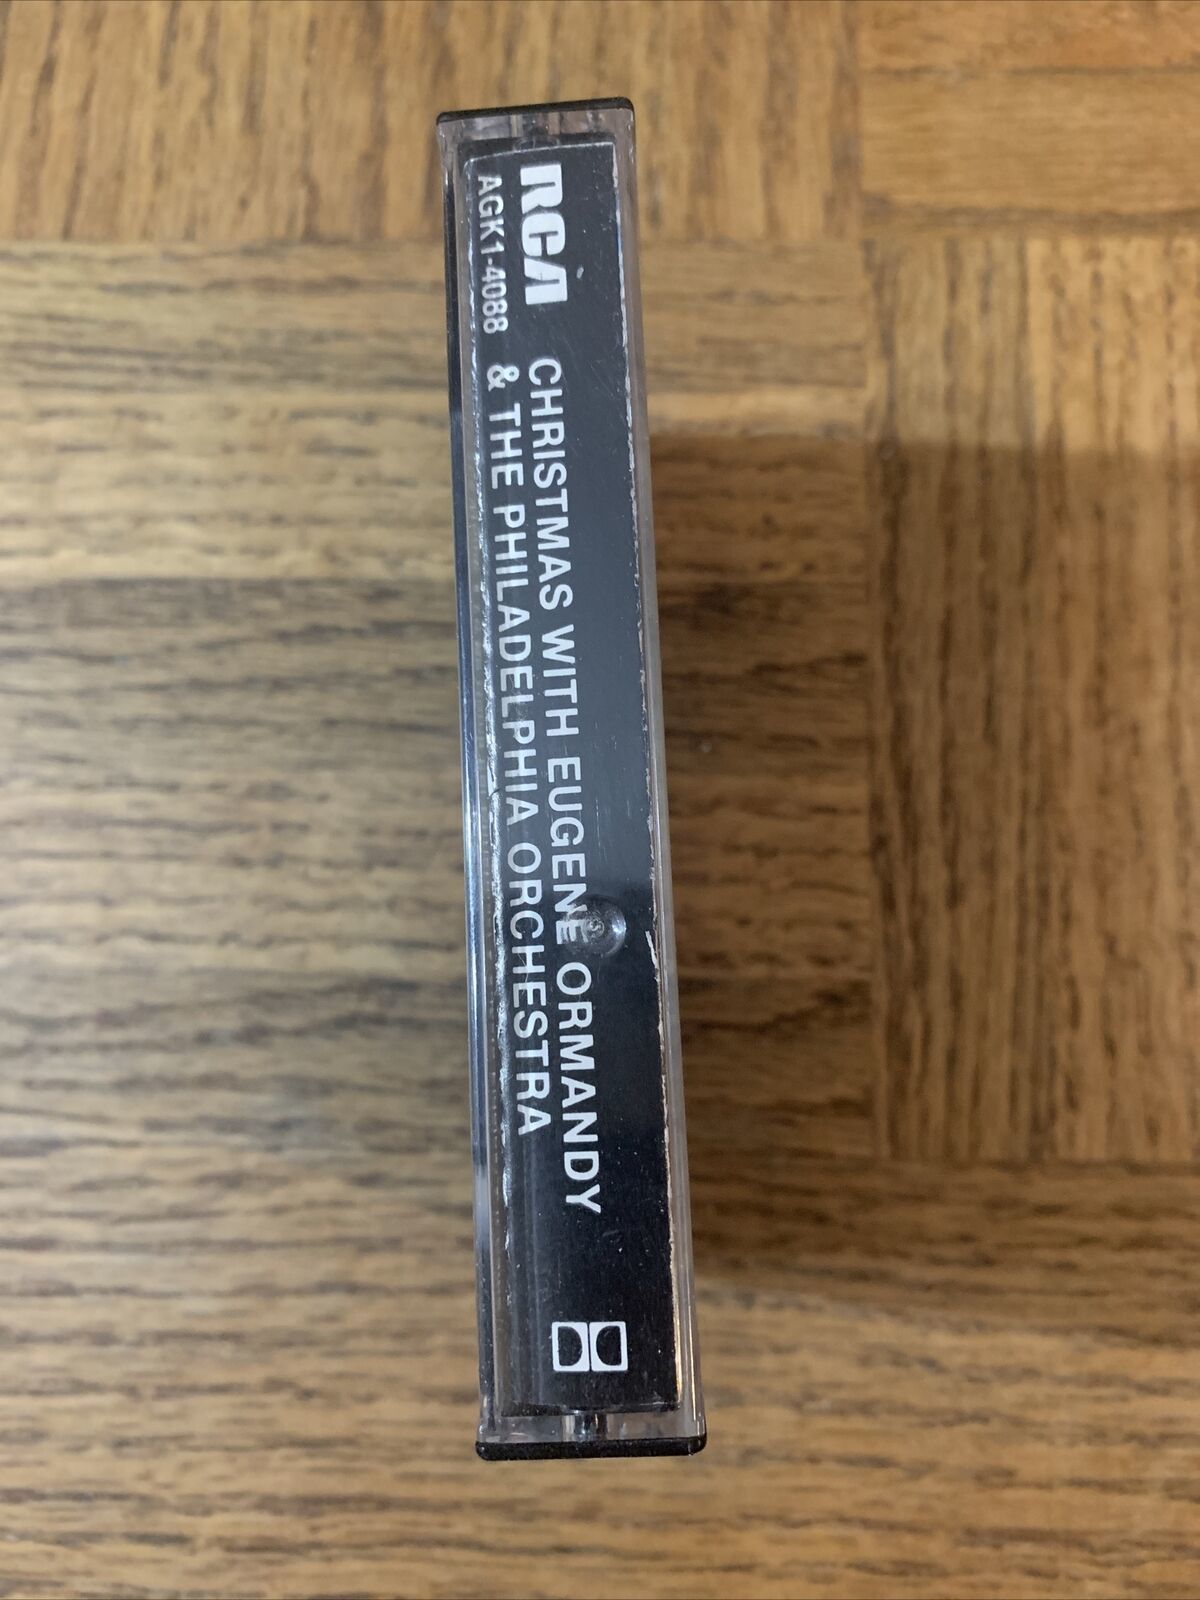 RCA
AGK1-4088
CHRISTMAS WITH EUGENE ORMANDY
& THE PHILADELPHIA ORCHESTRA